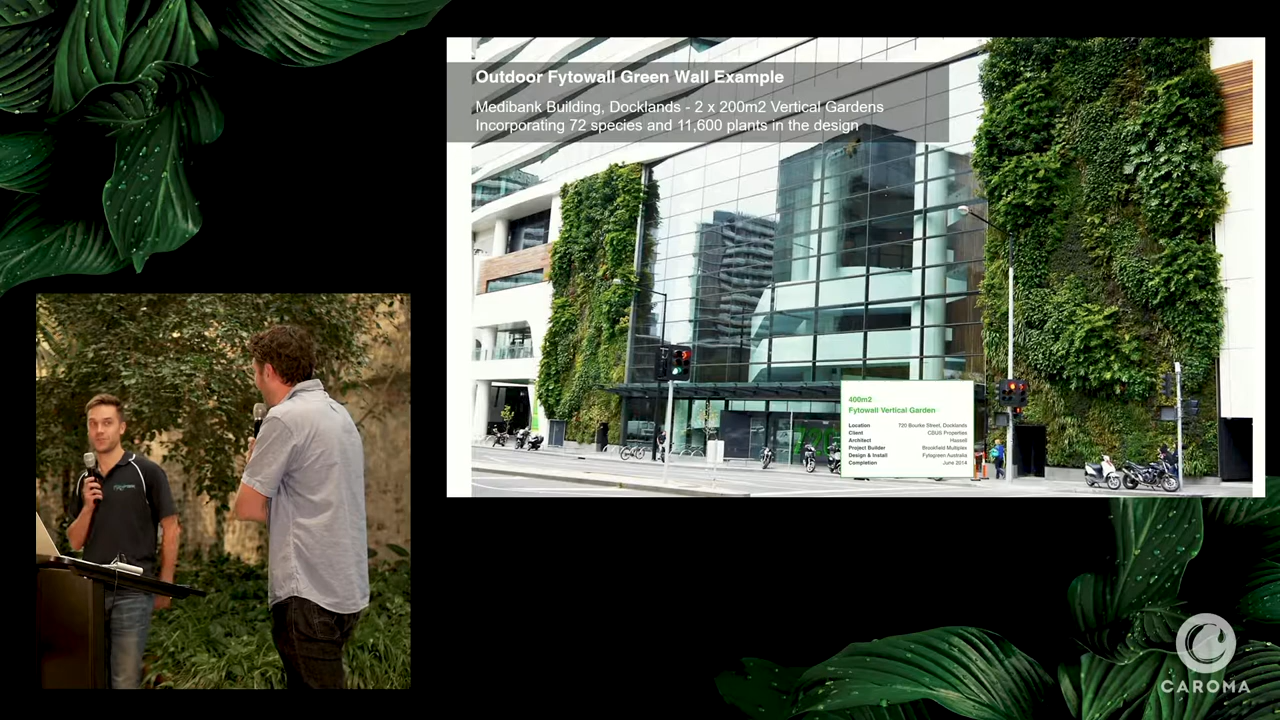 Outdoor Fytowall Green Wall Example
Medibank Building, Docklands - 2 x 200m2 Vertical Gardens
Incorporating 72 species and 11,600 plants in the design
400m2
Fytowall Vertical Garden
Location 720 Bourke Street, Docklands
Client CBUS Properties
Architect Hassell
Project Builder Brookfield Multiplex
Design & Install Fytogreen Australia
Completion June 2014
CAROMA